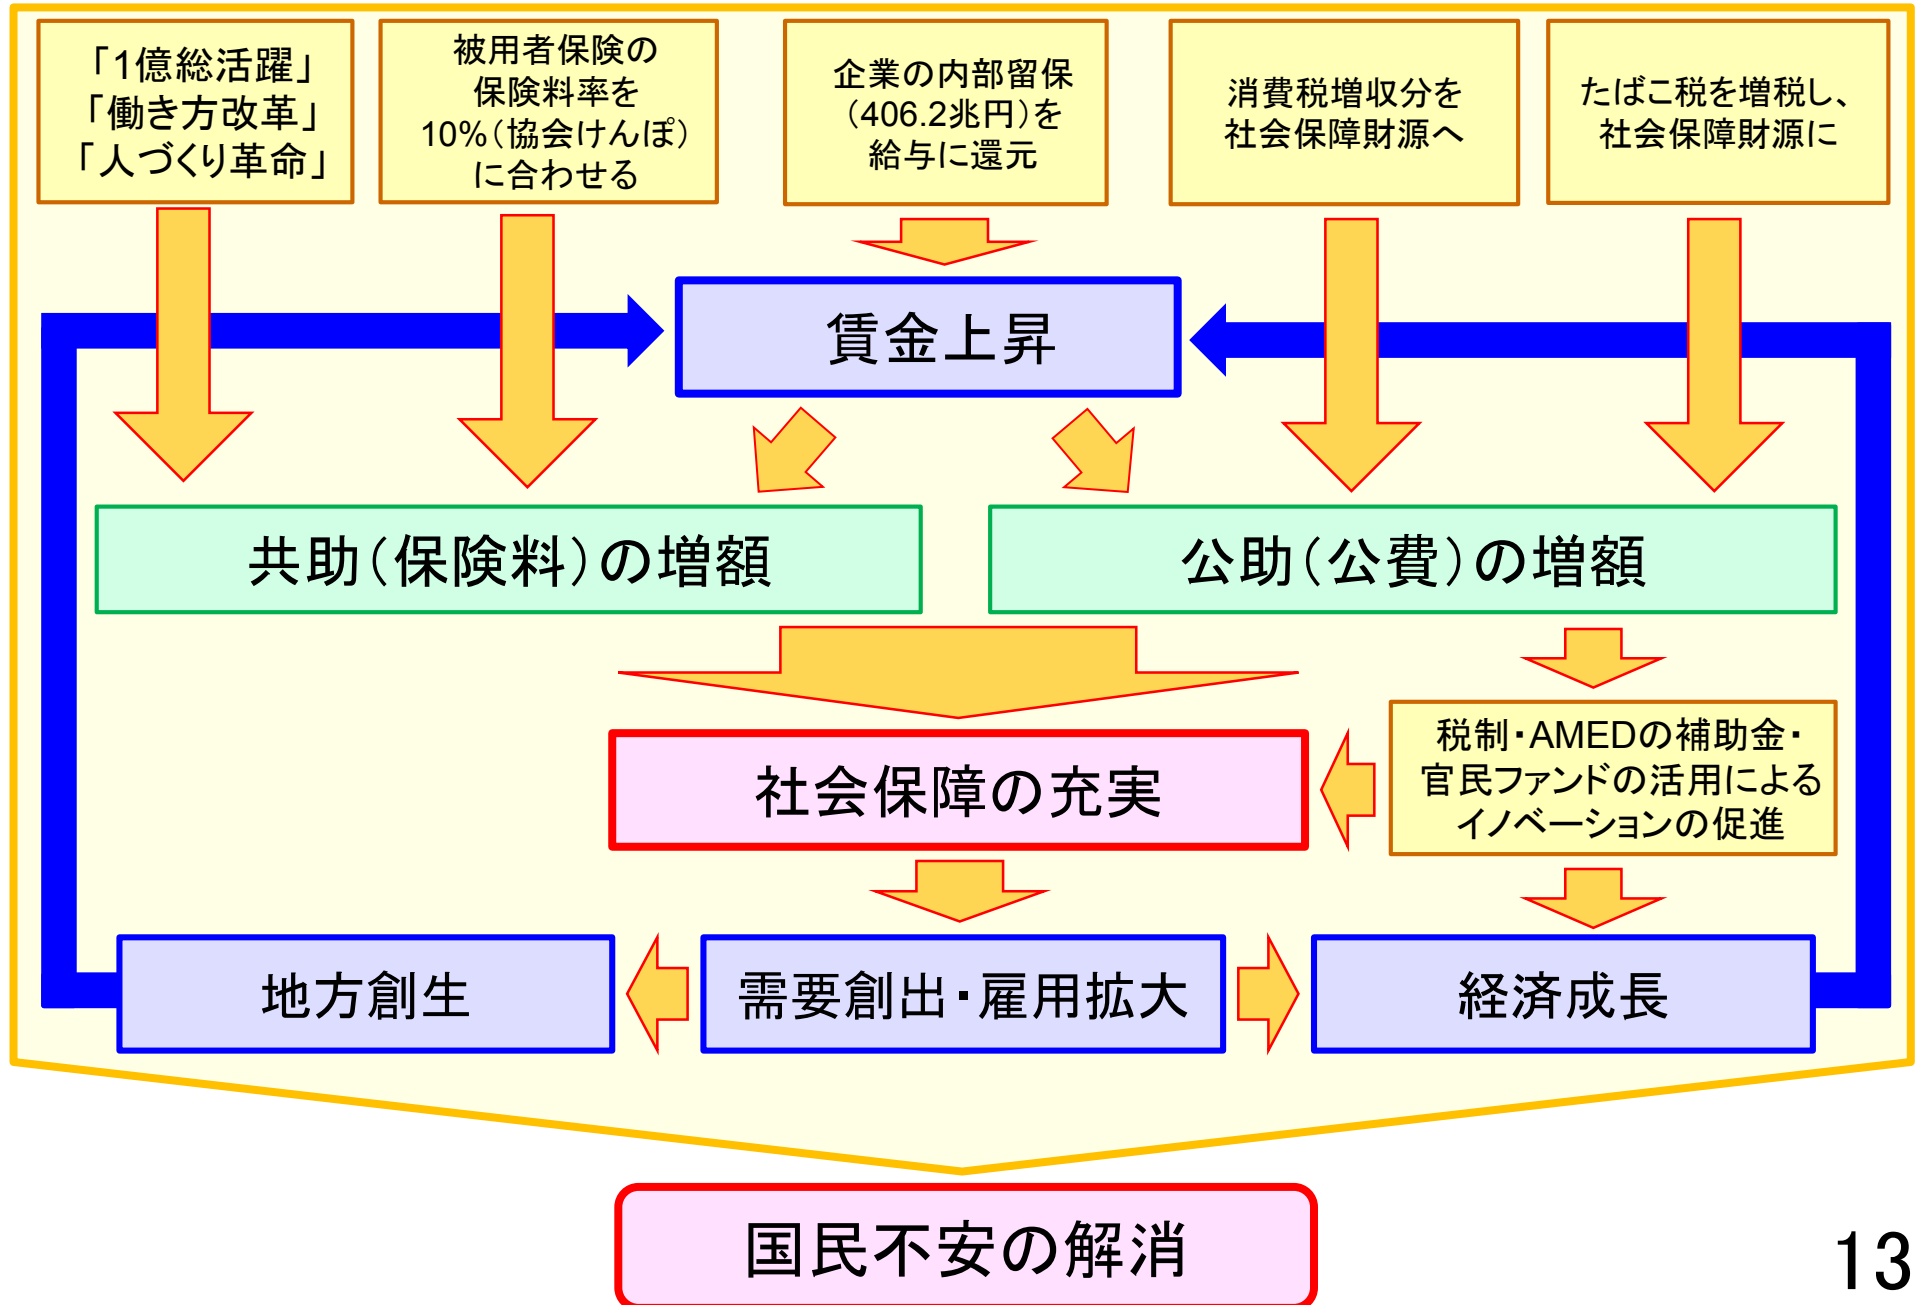 「1億総活躍」
「働き方改革」
「人づくり革命」
被用者保険の
保険料率を
10%(協会けんぽ)
に合わせる
企業の内部留保
(406.2兆円)を
給与に還元
消費税増収分を
社会保障財源へ
たばこ税を増税し、
社会保障財源に
賃金上昇
共助(保険料)の増額
公助(公費)の増額
社会保障の充実
税制・AMEDの補助金・
官民ファンドの活用による
イノベーションの促進
地方創生
需要創出・雇用拡大
経済成長
国民不安の解消
13